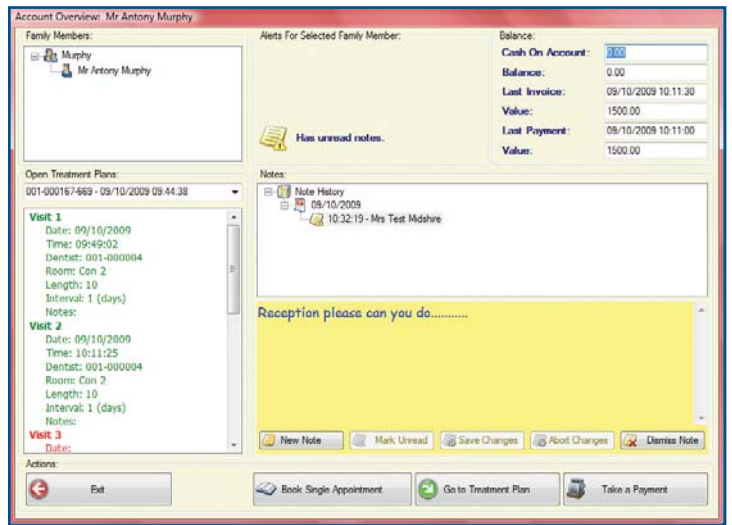 Account Overview: Mr Antony Murphy
Family Members:
Murphy
Mr Antony Murphy
Alerts For Selected Family Member:
Has unread notes.
Balance:
Cash On Account: 0.00
Balance: 0.00
Last Invoice: 09/10/2009 10:11:30
Value: 1500.00
Last Payment: 09/10/2009 10:11:00
Value: 1500.00
Open Treatment Plans:
001-000167-669 - 09/10/2009 09:44:38
Visit 1
Date: 09/10/2009
Time: 09:49:02
Dentist: 001-000004
Room: Con 2
Length: 10
Interval: 1 (days)
Notes:
Visit 2
Date: 09/10/2009
Time: 10:11:25
Dentist: 001-000004
Room: Con 2
Length: 10
Interval: 1 (days)
Notes:
Visit 3
Date:
Notes:
Note History
09/10/2009
10:32:19 - Mrs Test Midshire
Reception please can you do...........
New Note
Mark Unread
Save Changes
Abort Changes
Dismiss Note
Actions:
Exit
Book Single Appointment
Go to Treatment Plan
Take a Payment